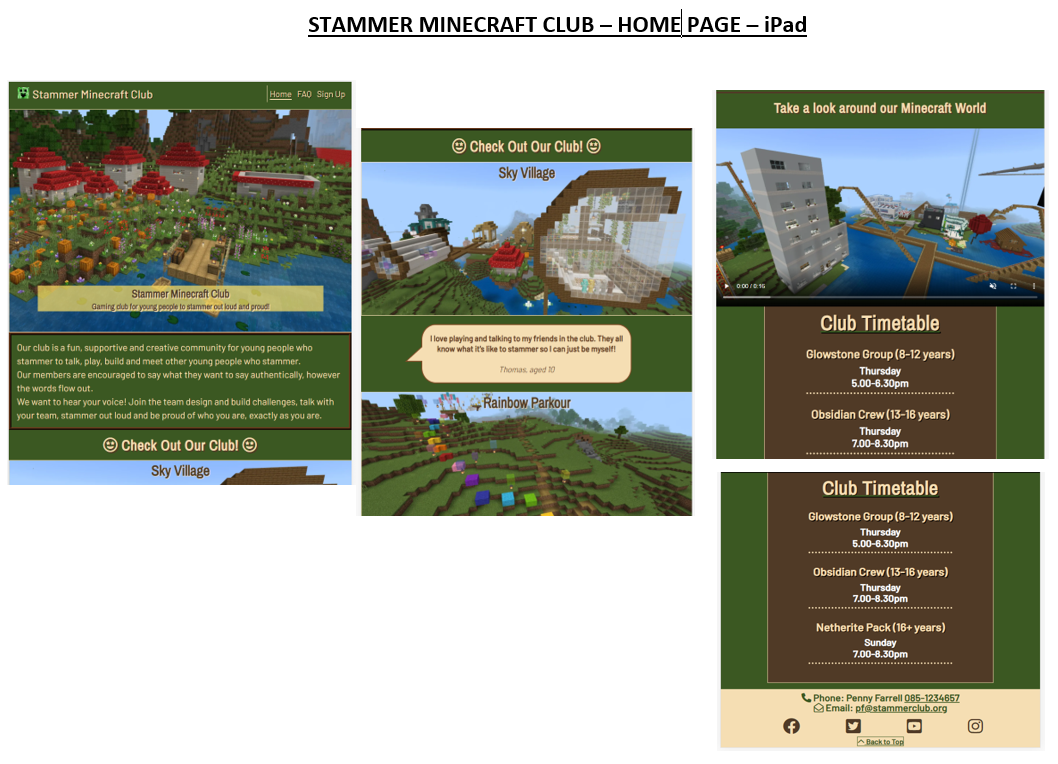 STAMMER MINECRAFT CLUB – HOME PAGE – iPad
Stammer Minecraft Club
Home FAQ Sign Up
Stammer Minecraft Club
Gaming club for young people to stammer out loud and proud!
Our club is a fun, supportive and creative community for young people who
stammer to talk, play, build and meet other young people who stammer.
Our members are encouraged to say what they want to say authentically, however
the words flow out.
We want to hear your voice! Join the team design and build challenges, talk with
your team, stammer out loud and be proud of who you are, exactly as you are.
Check Out Our Club!
Sky Village
Check Out Our Club!
Sky Village
I love playing and talking to my friends in the club. They all
know what it's like to stammer so I can just be myself!
Thomas, aged 10
Rainbow Parkour
Take a look around our Minecraft World
0:00 / 0:16
Club Timetable
Glowstone Group (8-12 years)
Thursday
5.00-6.30pm
Obsidian Crew (13-16 years)
Thursday
7.00-8.30pm
Club Timetable
Glowstone Group (8-12 years)
Thursday
5.00-6.30pm
Obsidian Crew (13-16 years)
Thursday
7.00-8.30pm
Netherite Pack (16+ years)
Sunday
7.00-8.30pm
Phone: Penny Farrell 085-1234657
Email: pf@stammerclub.org
Back to Top